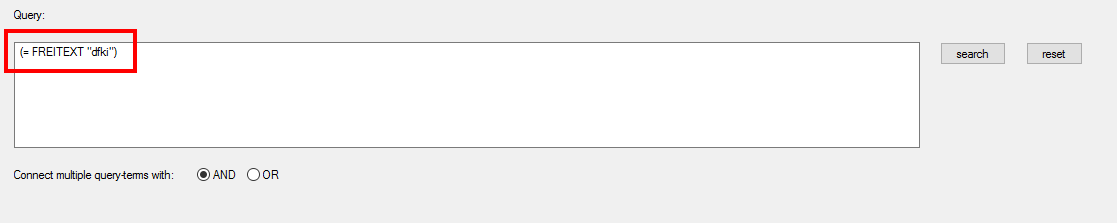 Query:
(= FREITEXT "dfki")
search
reset
Connect multiple query-terms with:
AND
OR